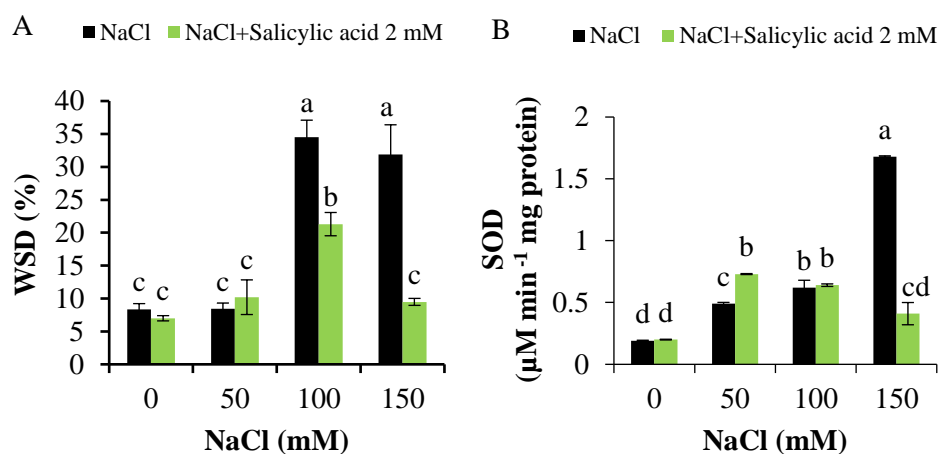 A
NaCl NaCl+Salicylic acid 2 mM
WSD (%)
40
35
30
25
20
15
10
5
0
c c c c a b a c
0 50 100 150
NaCl (mM)
B
NaCl NaCl+Salicylic acid 2 mM
SOD
(µM min -1 mg protein)
2
1.5
1
0.5
0
d d c b b b a cd
0 50 100 150
NaCl (mM)